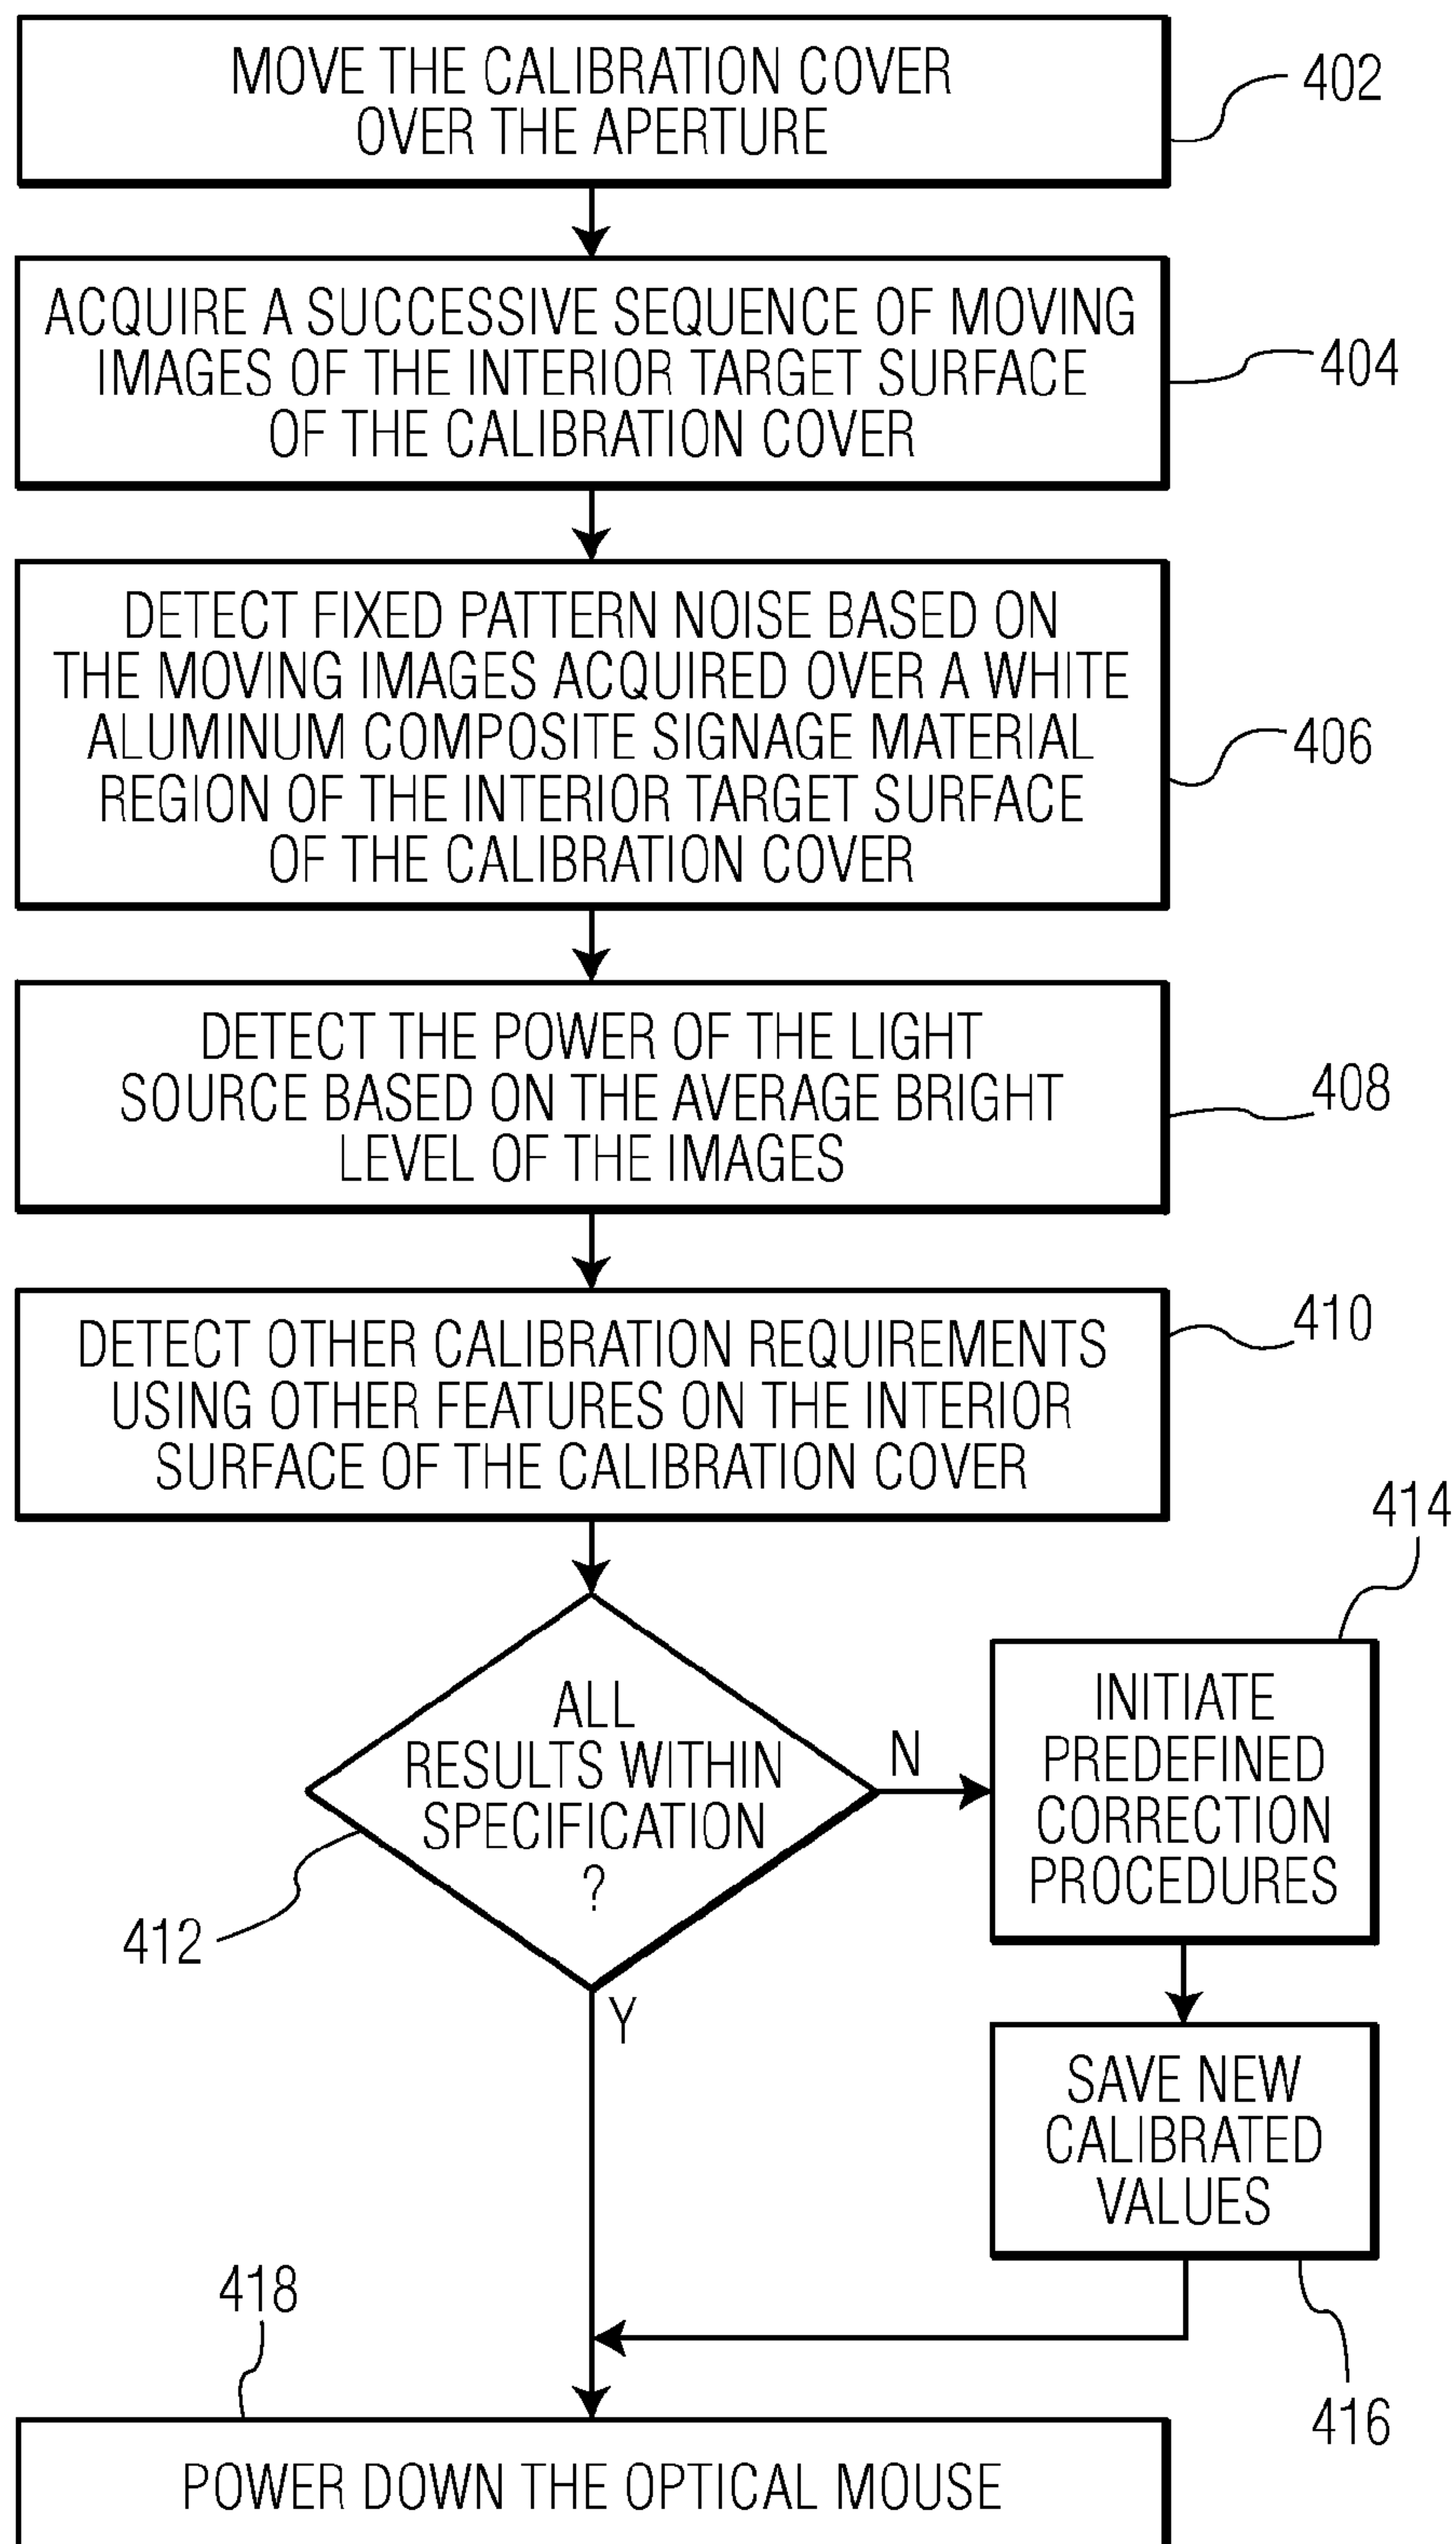 MOVE THE CALIBRATION COVER
OVER THE APERTURE
402
ACQUIRE A SUCCESSIVE SEQUENCE OF MOVING
IMAGES OF THE INTERIOR TARGET SURFACE
OF THE CALIBRATION COVER
404
DETECT FIXED PATTERN NOISE BASED ON
THE MOVING IMAGES ACQUIRED OVER A WHITE
ALUMINUM COMPOSITE SIGNAGE MATERIAL
REGION OF THE INTERIOR TARGET SURFACE
OF THE CALIBRATION COVER
406
DETECT THE POWER OF THE LIGHT
SOURCE BASED ON THE AVERAGE BRIGHT
LEVEL OF THE IMAGES
408
DETECT OTHER CALIBRATION REQUIREMENTS
USING OTHER FEATURES ON THE INTERIOR
SURFACE OF THE CALIBRATION COVER
410
ALL
RESULTS WITHIN
SPECIFICATION
?
412
N
Y
414
INITIATE
PREDEFINED
CORRECTION
PROCEDURES
SAVE NEW
CALIBRATED
VALUES
416
418
POWER DOWN THE OPTICAL MOUSE